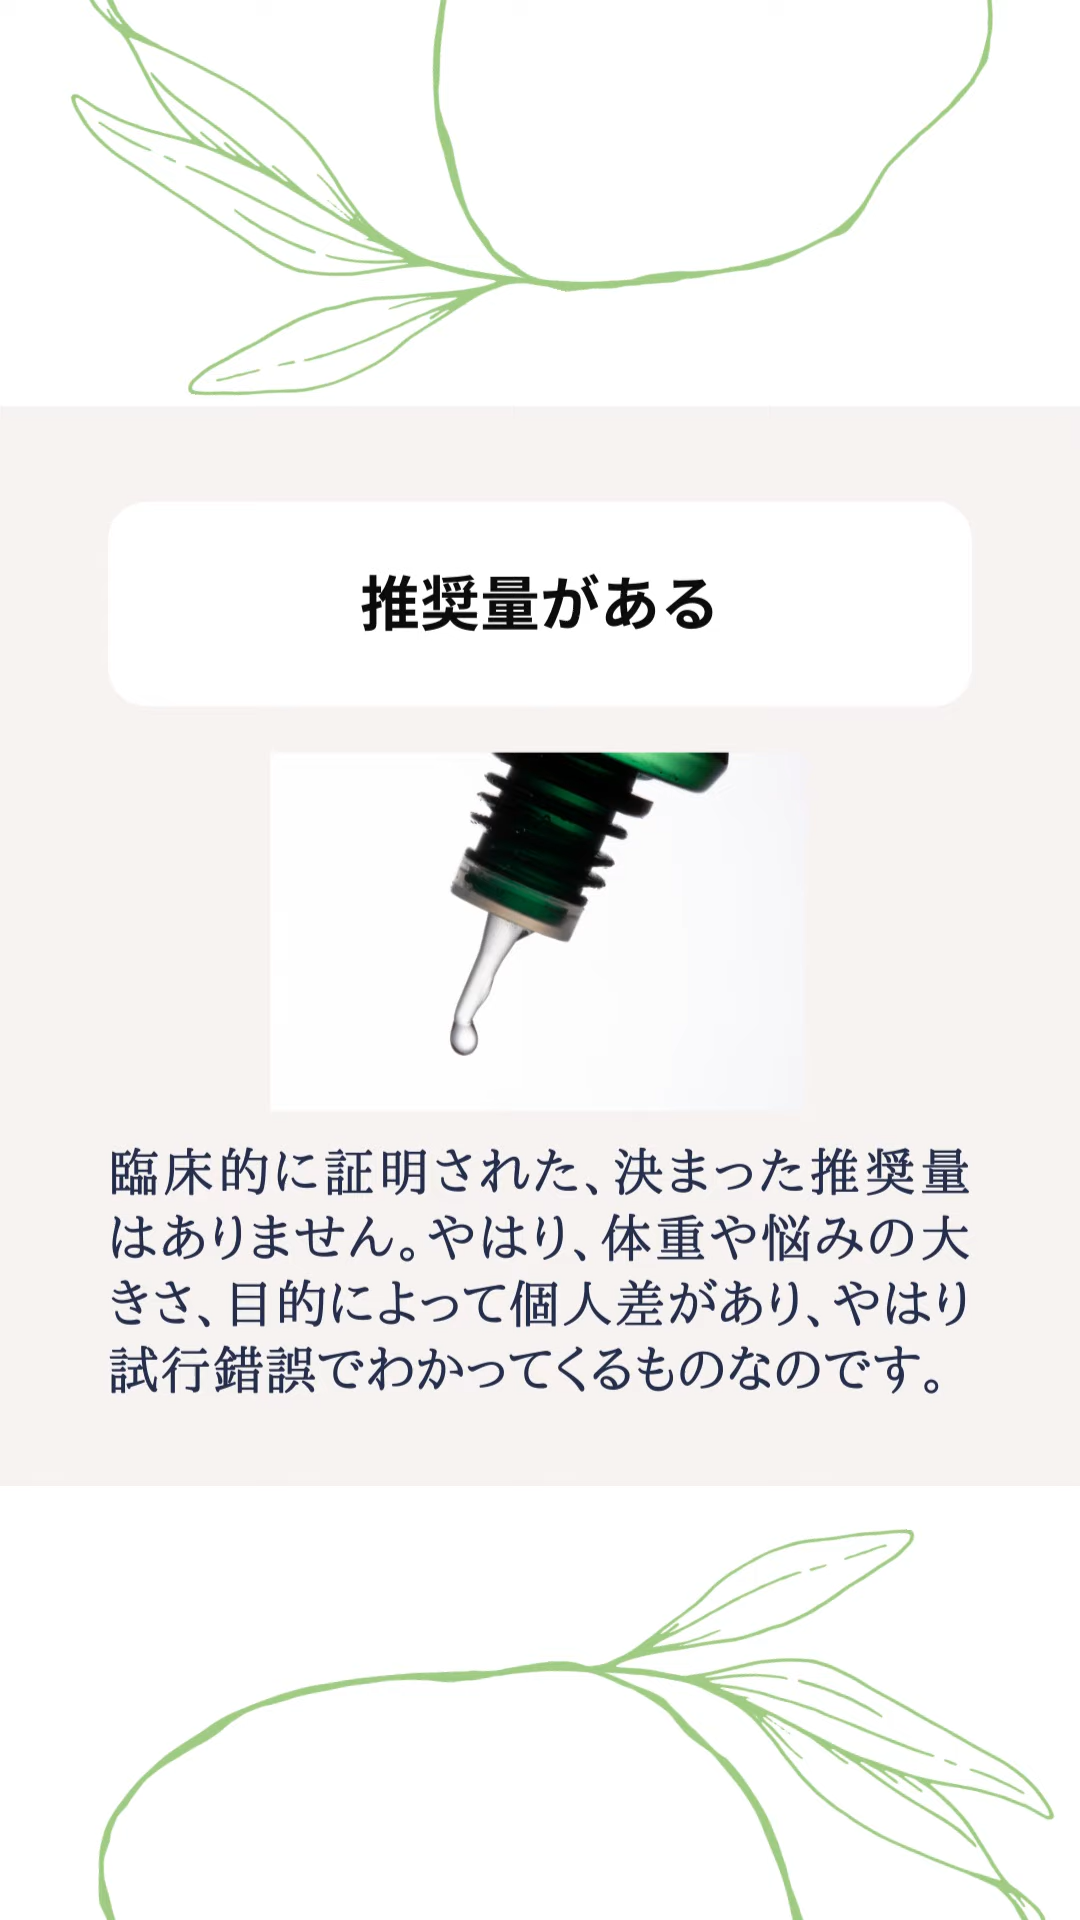 推奨量がある
臨床的に証明された、決まった推奨量
はありません。やはり、体重や悩みの大
きさ、目的によって個人差があり、やはり
試行錯誤でわかってくるものなのです。